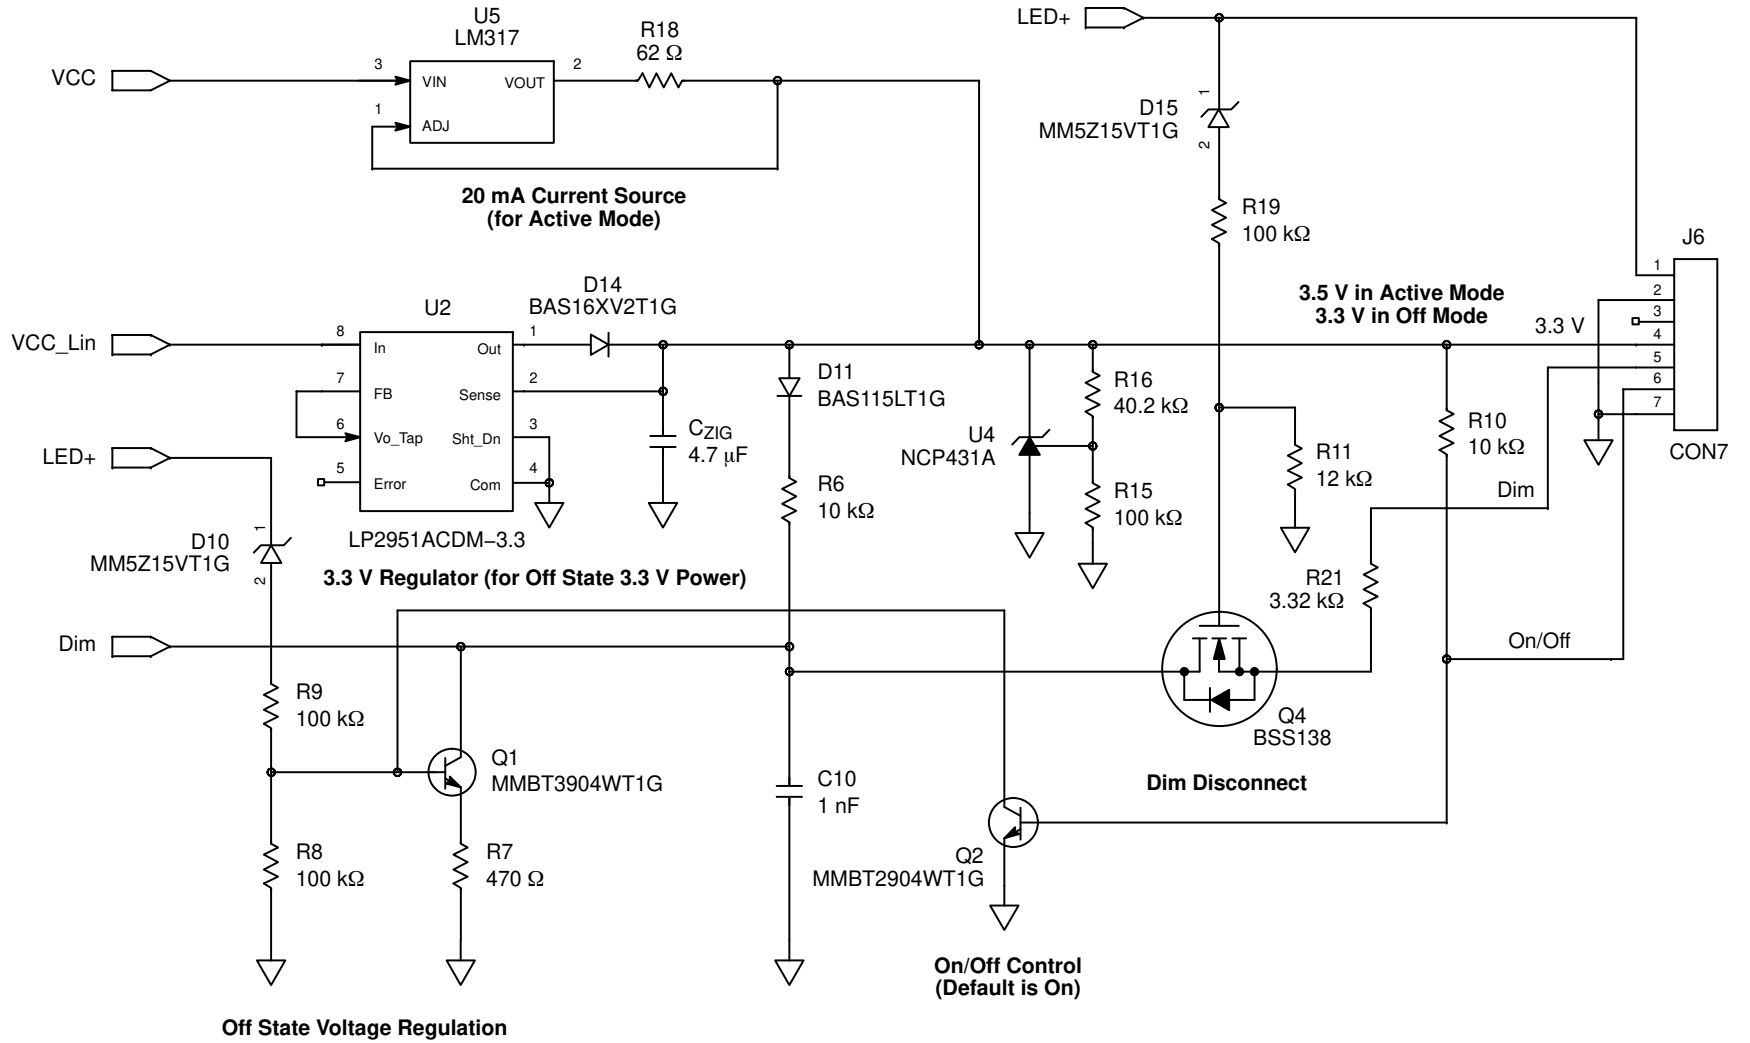 U5
LM317
R18
62 Ω
LED+
VCC
3
VIN
VOUT
2
1
ADJ
20 mA Current Source
(for Active Mode)
1
D15
MM5Z15VT1G
2
R19
100 kΩ
J6
D14
BAS16XV2T1G
U2
VCC_Lin
8
In
Out
1
7
FB
Sense
2
6
Vo_Tap
Sht_Dn
3
5
Error
Com
4
LP2951ACDM–3.3
3.3 V Regulator (for Off State 3.3 V Power)
CZIG
4.7 μF
D11
BAS115LT1G
R6
10 kΩ
U4
NCP431A
R16
40.2 kΩ
R15
100 kΩ
3.5 V in Active Mode
3.3 V in Off Mode
3.3 V
1
2
3
4
5
6
7
CON7
R11
12 kΩ
R10
10 kΩ
Dim
R21
3.32 kΩ
On/Off
LED+
1
D10
MM5Z15VT1G
2
Dim
R9
100 kΩ
Q1
MMBT3904WT1G
R8
100 kΩ
R7
470 Ω
C10
1 nF
Q4
BSS138
Dim Disconnect
Q2
MMBT2904WT1G
On/Off Control
(Default is On)
Off State Voltage Regulation